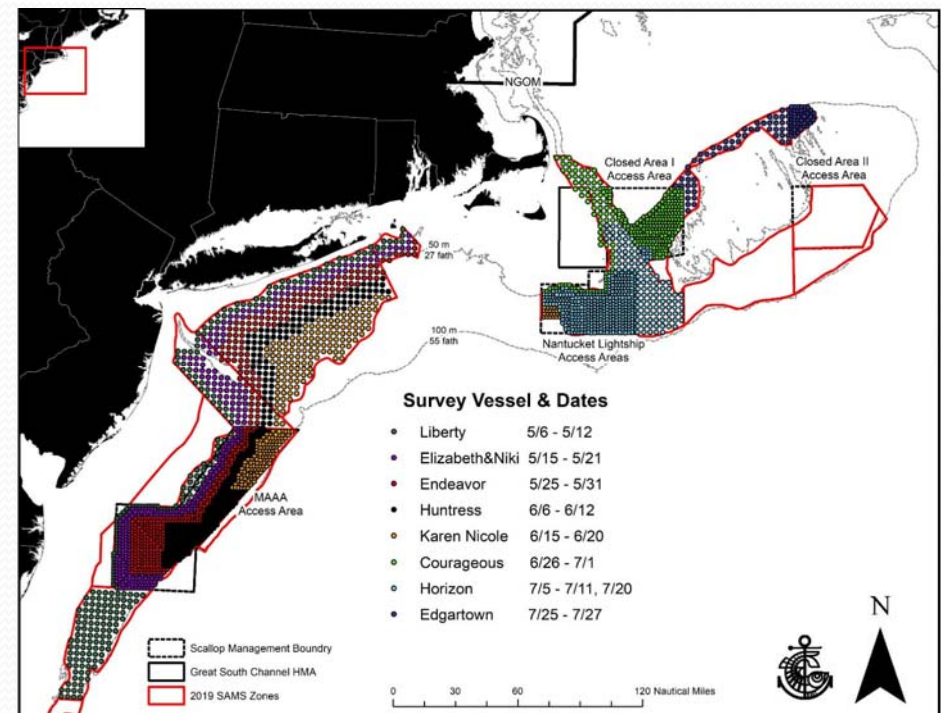 NGOM
Closed Area I
Access Area
Closed Area II
Access Area
50 m
27 fath
100 m
55 fath
Nantucket Lightship
Access Areas
MAAA
Access Area
Survey Vessel & Dates
Liberty 5/6 - 5/12
Elizabeth&Niki 5/15 - 5/21
Endeavor 5/25 - 5/31
Huntress 6/6 - 6/12
Karen Nicole 6/15 - 6/20
Courageous 6/26 - 7/1
Horizon 7/5 - 7/11, 7/20
Edgartown 7/25 - 7/27
N
Scallop Management Boundry
Great South Channel HMA
2019 SAMS Zones
0 30 60 120 Nautical Miles